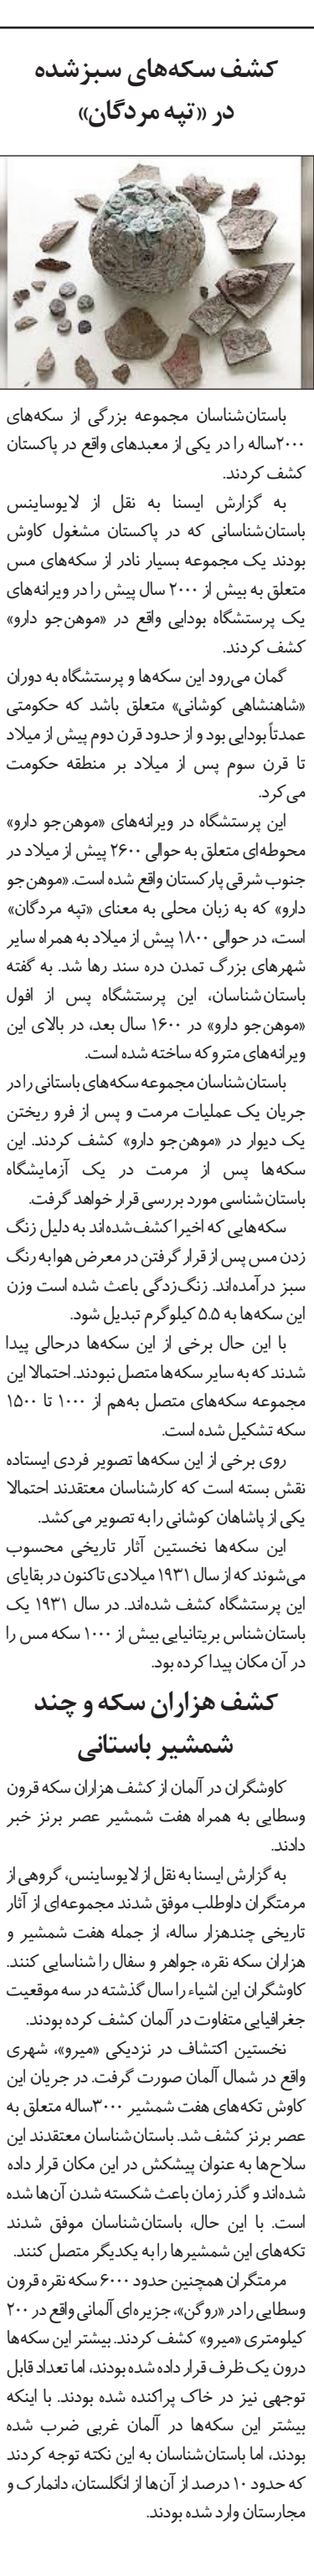 کشف سکه‌های سبزشده
در «تپه مردگان»
باستان‌شناسان مجموعه بزرگی از سکه‌های
۲۰۰۰ساله را در یکی از معبدهای واقع در پاکستان
کشف کردند.
به گزارش ایسنا به نقل از لایوساینس
باستان‌شناسانی که در پاکستان مشغول کاوش
بودند یک مجموعه بسیار نادر از سکه‌های مس
متعلق به بیش از ۲۰۰۰ سال پیش را در ویرانه‌های
یک پرستشگاه بودایی واقع در «موهن‌جو دارو»
کشف کردند.
گمان می‌رود این سکه‌ها و پرستشگاه به دوران
«شاهنشاهی کوشانی» متعلق باشد که حکومتی
عمدتاً بودایی بود و از حدود قرن دوم پیش از میلاد
تا قرن سوم پس از میلاد بر منطقه حکومت
می‌کرد.
این پرستشگاه در ویرانه‌های «موهن‌جو دارو»
محوطه‌ای متعلق به حوالی ۲۶۰۰ پیش از میلاد در
جنوب شرقی پارکستان واقع شده است. «موهن‌جو
دارو» که به زبان محلی به معنای «تپه مردگان»
است، در حوالی ۱۸۰۰ پیش از میلاد به همراه سایر
شهرهای بزرگ تمدن دره سند رها شد. به گفته
باستان‌شناسان، این پرستشگاه پس از افول
«موهن‌جو دارو» در ۱۶۰۰ سال بعد، در بالای این
ویرانه‌های متروکه ساخته شده است.
باستان‌شناسان مجموعه سکه‌های باستانی را در
جریان یک عملیات مرمت و پس از فرو ریختن
یک دیوار در «موهن‌جو دارو» کشف کردند. این
سکه‌ها پس از مرمت در یک آزمایشگاه
باستان‌شناسی مورد بررسی قرار خواهد گرفت.
سکه‌هایی که اخیرا کشف‌شده‌اند به دلیل زنگ
زدن مس پس از قرار گرفتن در معرض هوا به رنگ
سبز درآمده‌اند. زنگ‌زدگی باعث شده است وزن
این سکه‌ها به ۵.۵ کیلوگرم تبدیل شود.
با این حال برخی از این سکه‌ها درحالی پیدا
شدند که به سایر سکه‌ها متصل نبودند. احتمالا این
مجموعه سکه‌های متصل به‌هم از ۱۰۰۰ تا ۱۵۰۰
سکه تشکیل شده است.
روی برخی از این سکه‌ها تصویر فردی ایستاده
نقش بسته است که کارشناسان معتقدند احتمالا
یکی از پاشاهان کوشانی را به تصویر می‌کشد.
این سکه‌ها نخستین آثار تاریخی محسوب
می‌شوند که از سال ۱۹۳۱ میلادی تاکنون در بقایای
این پرستشگاه کشف شده‌اند. در سال ۱۹۳۱ یک
باستان‌شناس بریتانیایی بیش از ۱۰۰۰ سکه مس را
در آن مکان پیدا کرده بود.
کشف هزاران سکه و چند
شمشیر باستانی
کاوشگران در آلمان از کشف هزاران سکه قرون
وسطایی به همراه هفت شمشیر عصر برنز خبر
دادند.
به گزارش ایسنا به نقل از لایوساینس، گروهی از
مرمتگران داوطلب موفق شدند مجموعه‌ای از آثار
تاریخی چندهزار ساله، از جمله هفت شمشیر و
هزاران سکه نقره، جواهر و سفال را شناسایی کنند.
کاوشگران این اشیاء را سال گذشته در سه موقعیت
جغرافیایی متفاوت در آلمان کشف کرده بودند.
نخستین اکتشاف در نزدیکی «میرو»، شهری
واقع در شمال آلمان صورت گرفت. در جریان این
کاوش تکه‌های هفت شمشیر ۳۰۰۰ساله متعلق به
عصر برنز کشف شد. باستان‌شناسان معتقدند این
سلاح‌ها به عنوان پیشکش در این مکان قرار داده
شده‌اند و گذر زمان باعث شکسته شدن آن‌ها شده
است. با این حال، باستان‌شناسان موفق شدند
تکه‌های این شمشیرها را به یکدیگر متصل کنند.
مرمتگران همچنین حدود ۶۰۰۰ سکه نقره قرون
وسطایی را در «روگن»، جزیره‌ای آلمانی واقع در ۲۰۰
کیلومتری «میرو» کشف کردند. بیشتر این سکه‌ها
درون یک ظرف قرار داده شده بودند، اما تعداد قابل
توجهی نیز در خاک پراکنده شده بودند. با اینکه
بیشتر این سکه‌ها در آلمان غربی ضرب شده
بودند، اما باستان‌شناسان به این نکته توجه کردند
که حدود ۱۰ درصد از آن‌ها از انگلستان، دانمارک و
مجارستان وارد شده بودند.